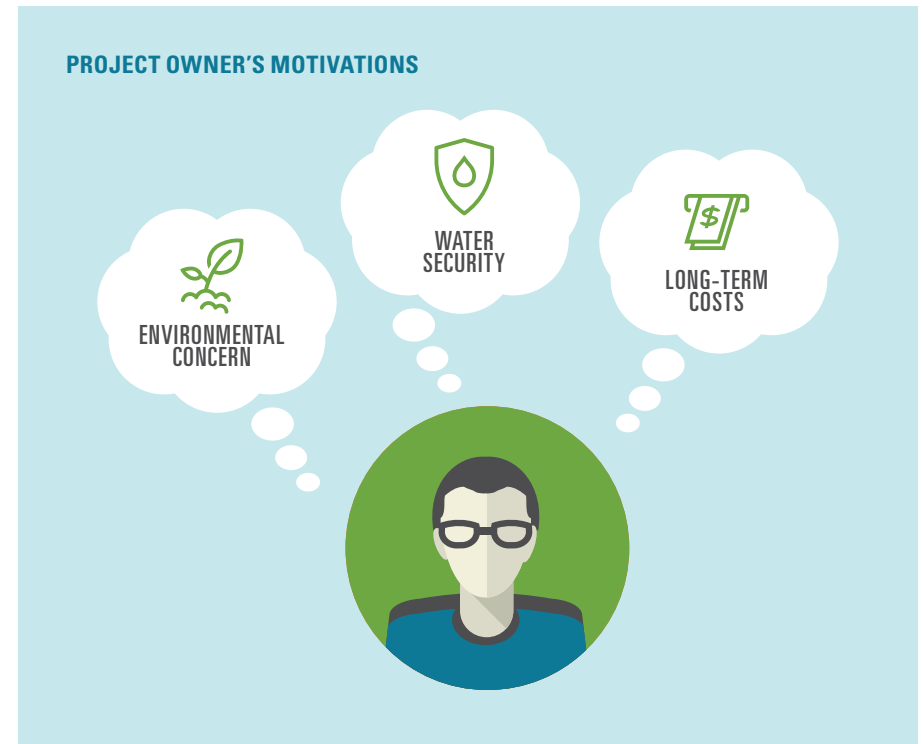 PROJECT OWNER'S MOTIVATIONS
ENVIRONMENTAL
CONCERN
WATER
SECURITY
$
LONG-TERM
COSTS